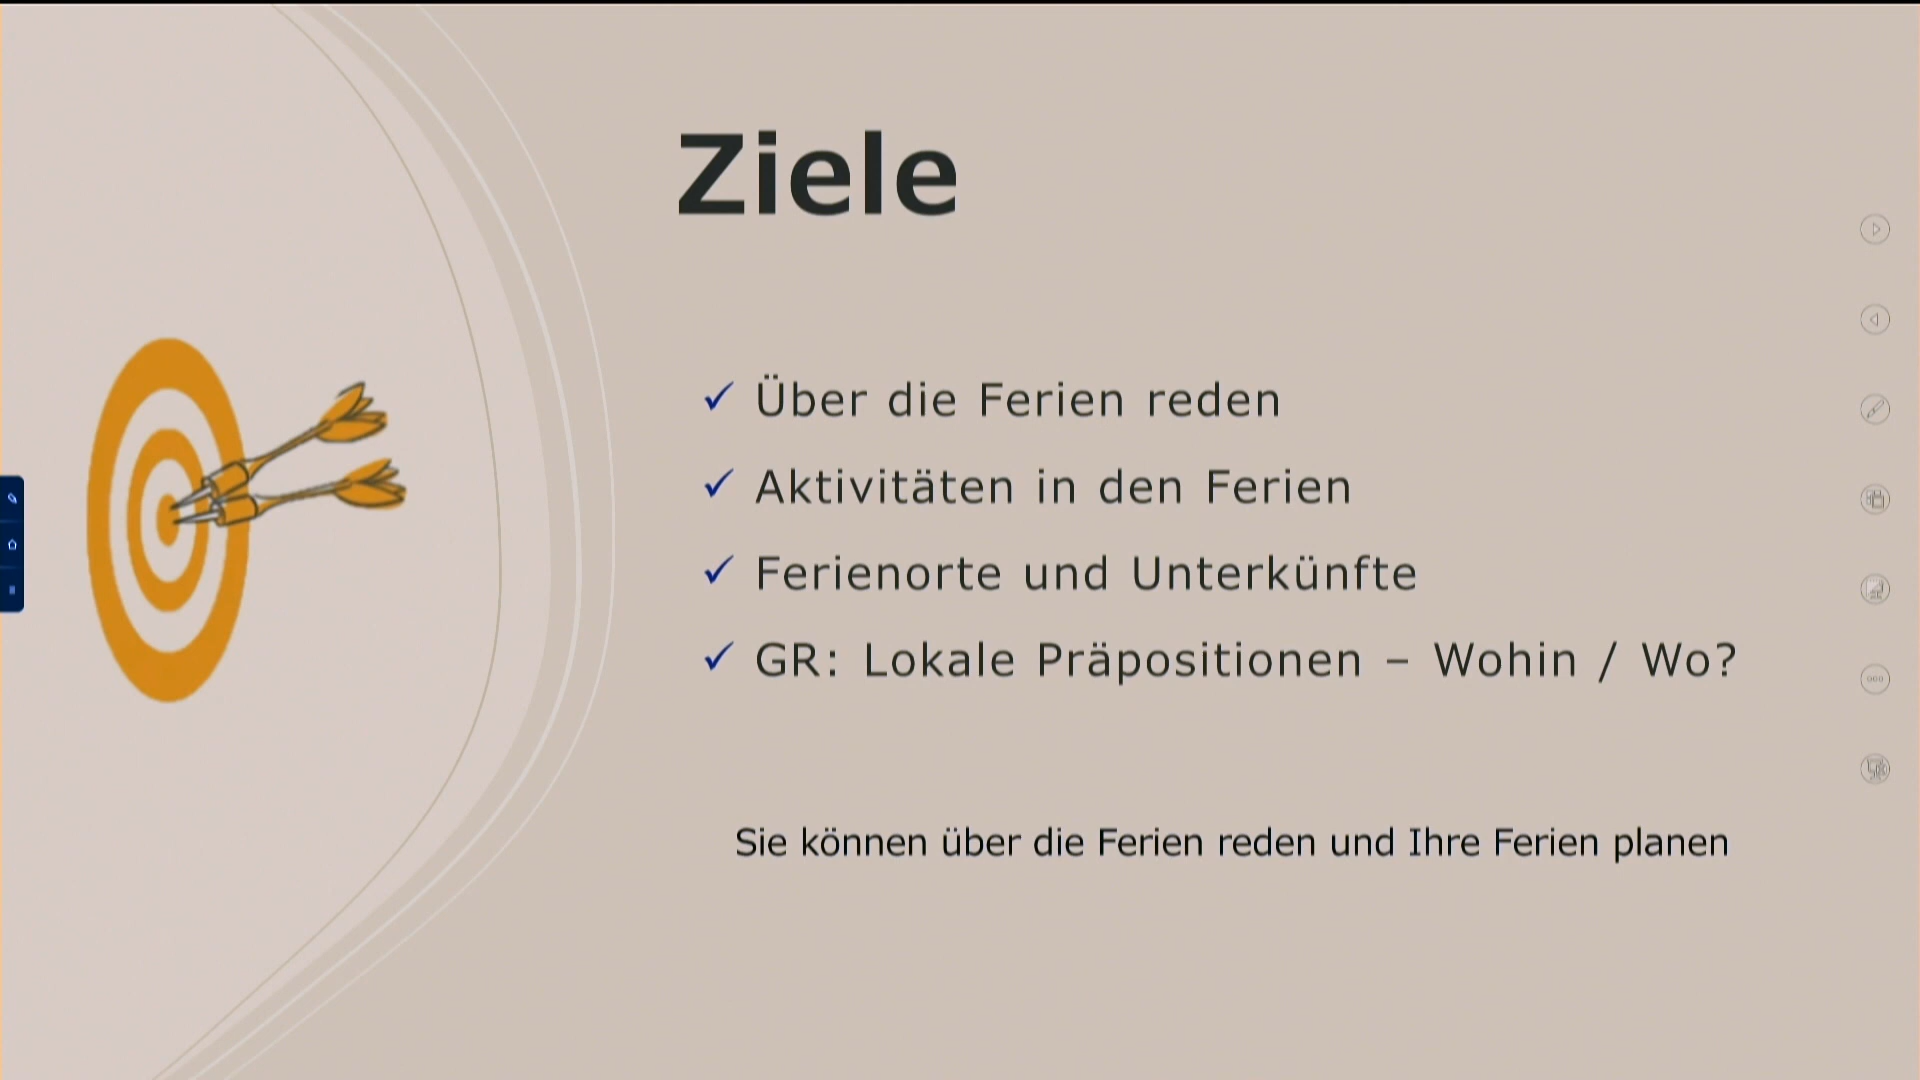 Ziele
Über die Ferien reden
Aktivitäten in den Ferien
Ferienorte und Unterkünfte
GR: Lokale Präpositionen – Wohin / Wo?
Sie können über die Ferien reden und Ihre Ferien planen